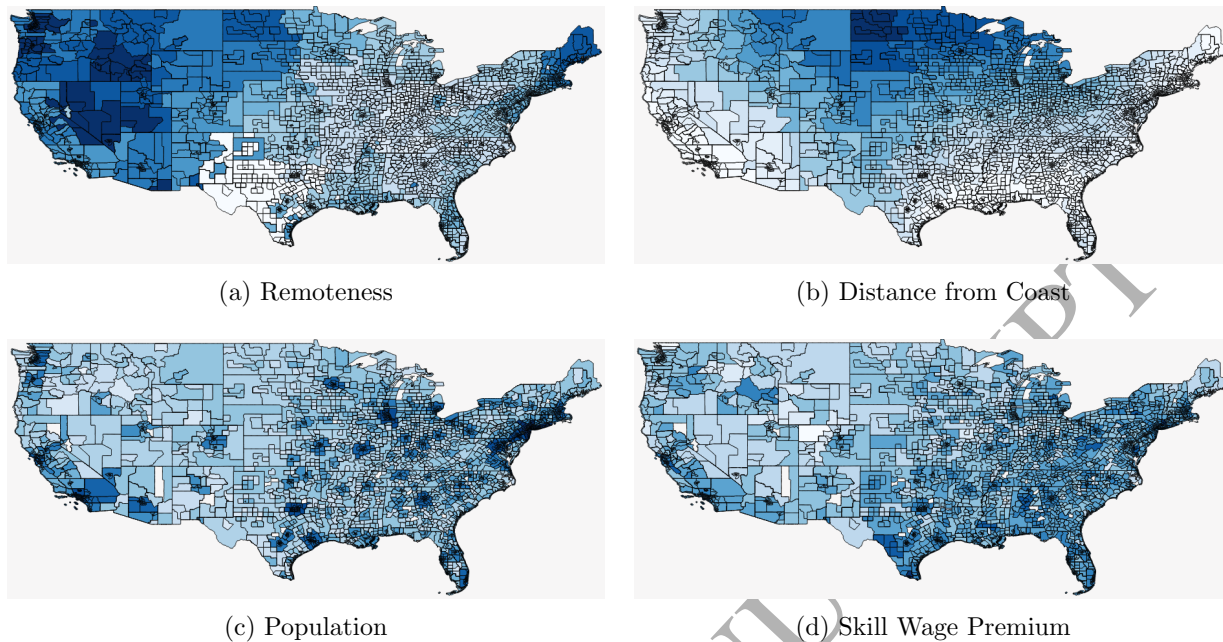 (a) Remoteness
(b) Distance from Coast
(c) Population
(d) Skill Wage Premium